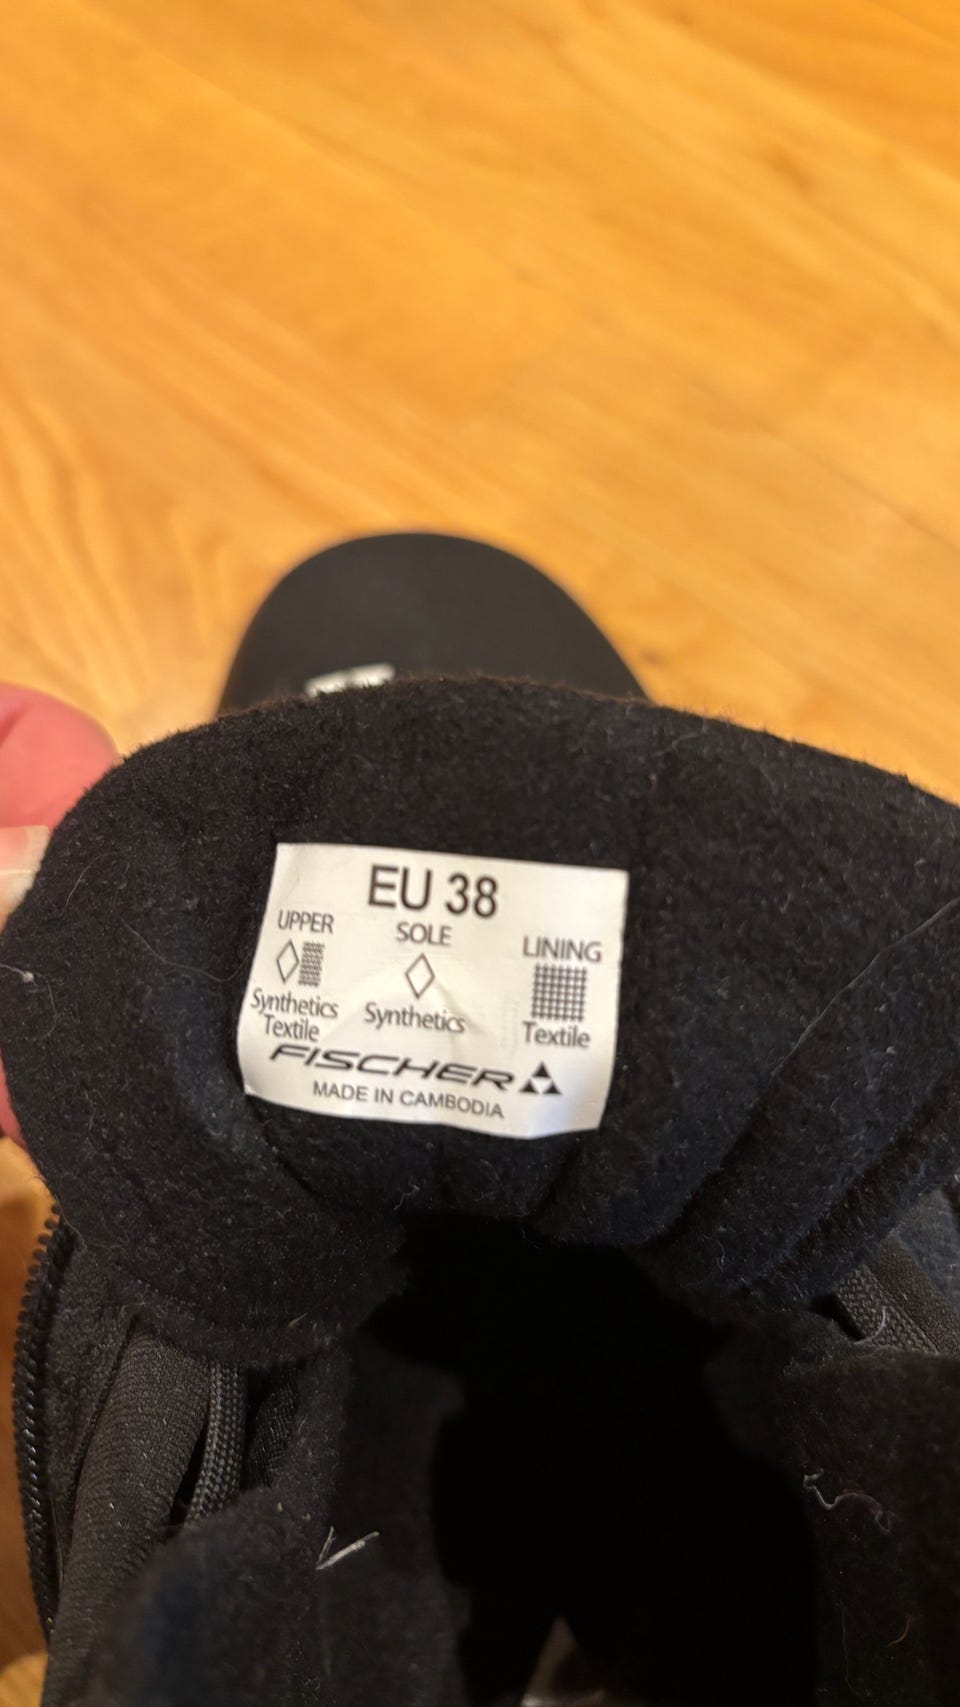 EU 38
UPPER SOLE LINING
Synthetics Textile Synthetics Textile
FISCHER
MADE IN CAMBODIA